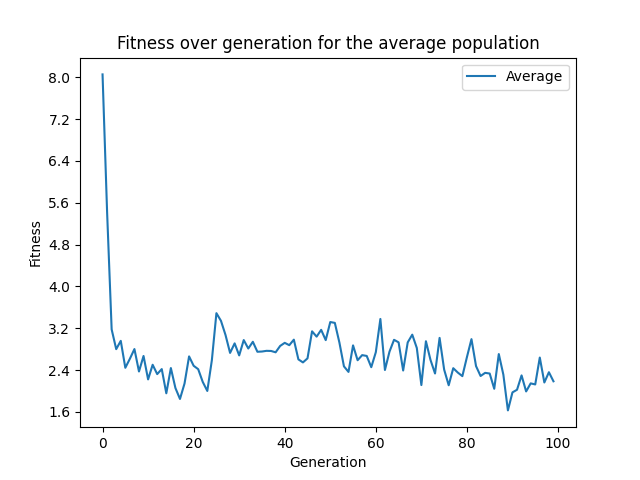 Fitness over generation for the average population
Average
8.0
7.2
6.4
5.6
4.8
4.0
3.2
2.4
1.6
Fitness
0 20 40 60 80 100
Generation